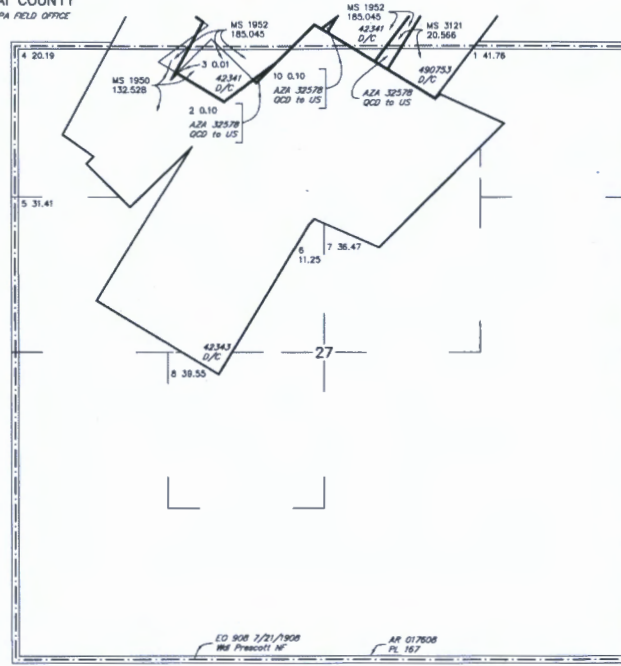 AI COUNTY
PA FIELD OFFICE
MS 1952
185.045
MS 1952
185.045
MS 3121
20.566
4 20.19
3 0.01
42341
D/C
42341
D/C
1 41.76
MS 1950
132.528
10 0.10
AZA 32578
QCD to US
490753
D/C
AZA 32578
QCD to US
2 0.10
AZA 32578
QCD to US
5 31.41
6
11.25
7 36.47
42343
D/C
27
8 39.55
EO 908 7/21/1908
Wdl Prescott NF
AR 017608
PL 167